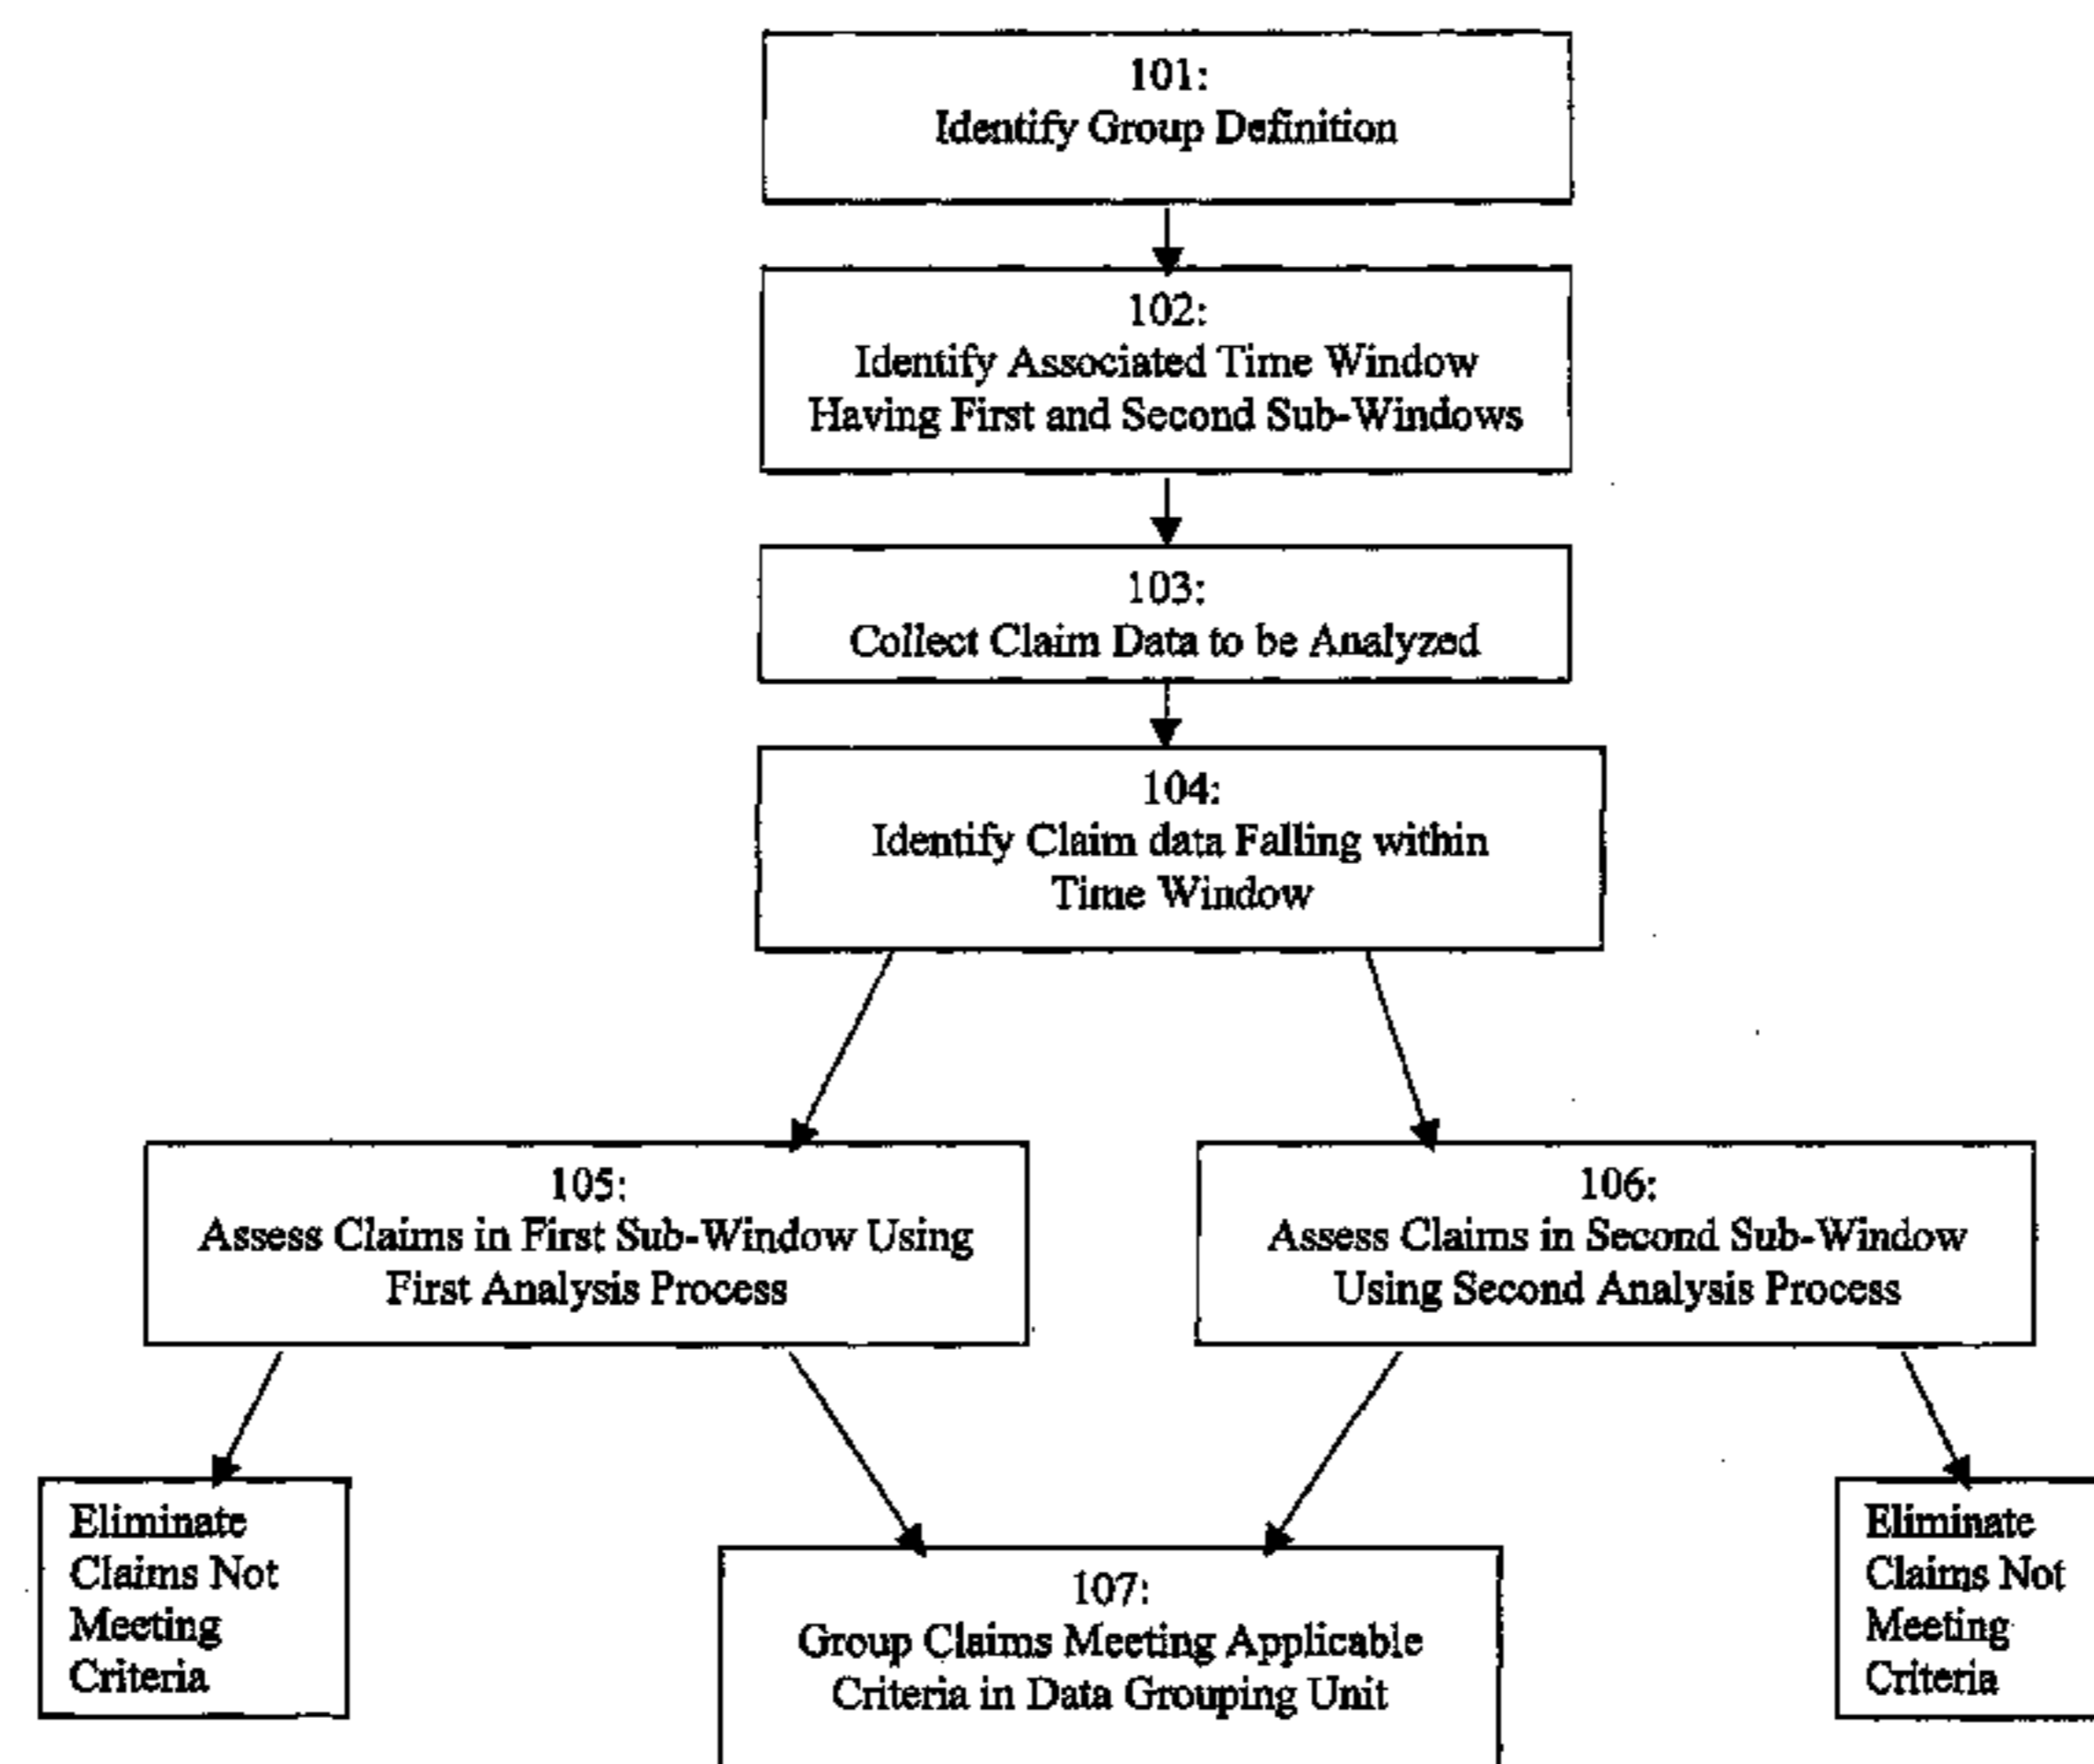 101:
Identify Group Definition
102:
Identify Associated Time Window
Having First and Second Sub-Windows
103:
Collect Claim Data to be Analyzed
104:
Identify Claim data Falling within
Time Window
105:
Assess Claims in First Sub-Window Using
First Analysis Process
106:
Assess Claims in Second Sub-Window
Using Second Analysis Process
Eliminate
Claims Not
Meeting
Criteria
107:
Group Claims Meeting Applicable
Criteria in Data Grouping Unit
Eliminate
Claims Not
Meeting
Criteria